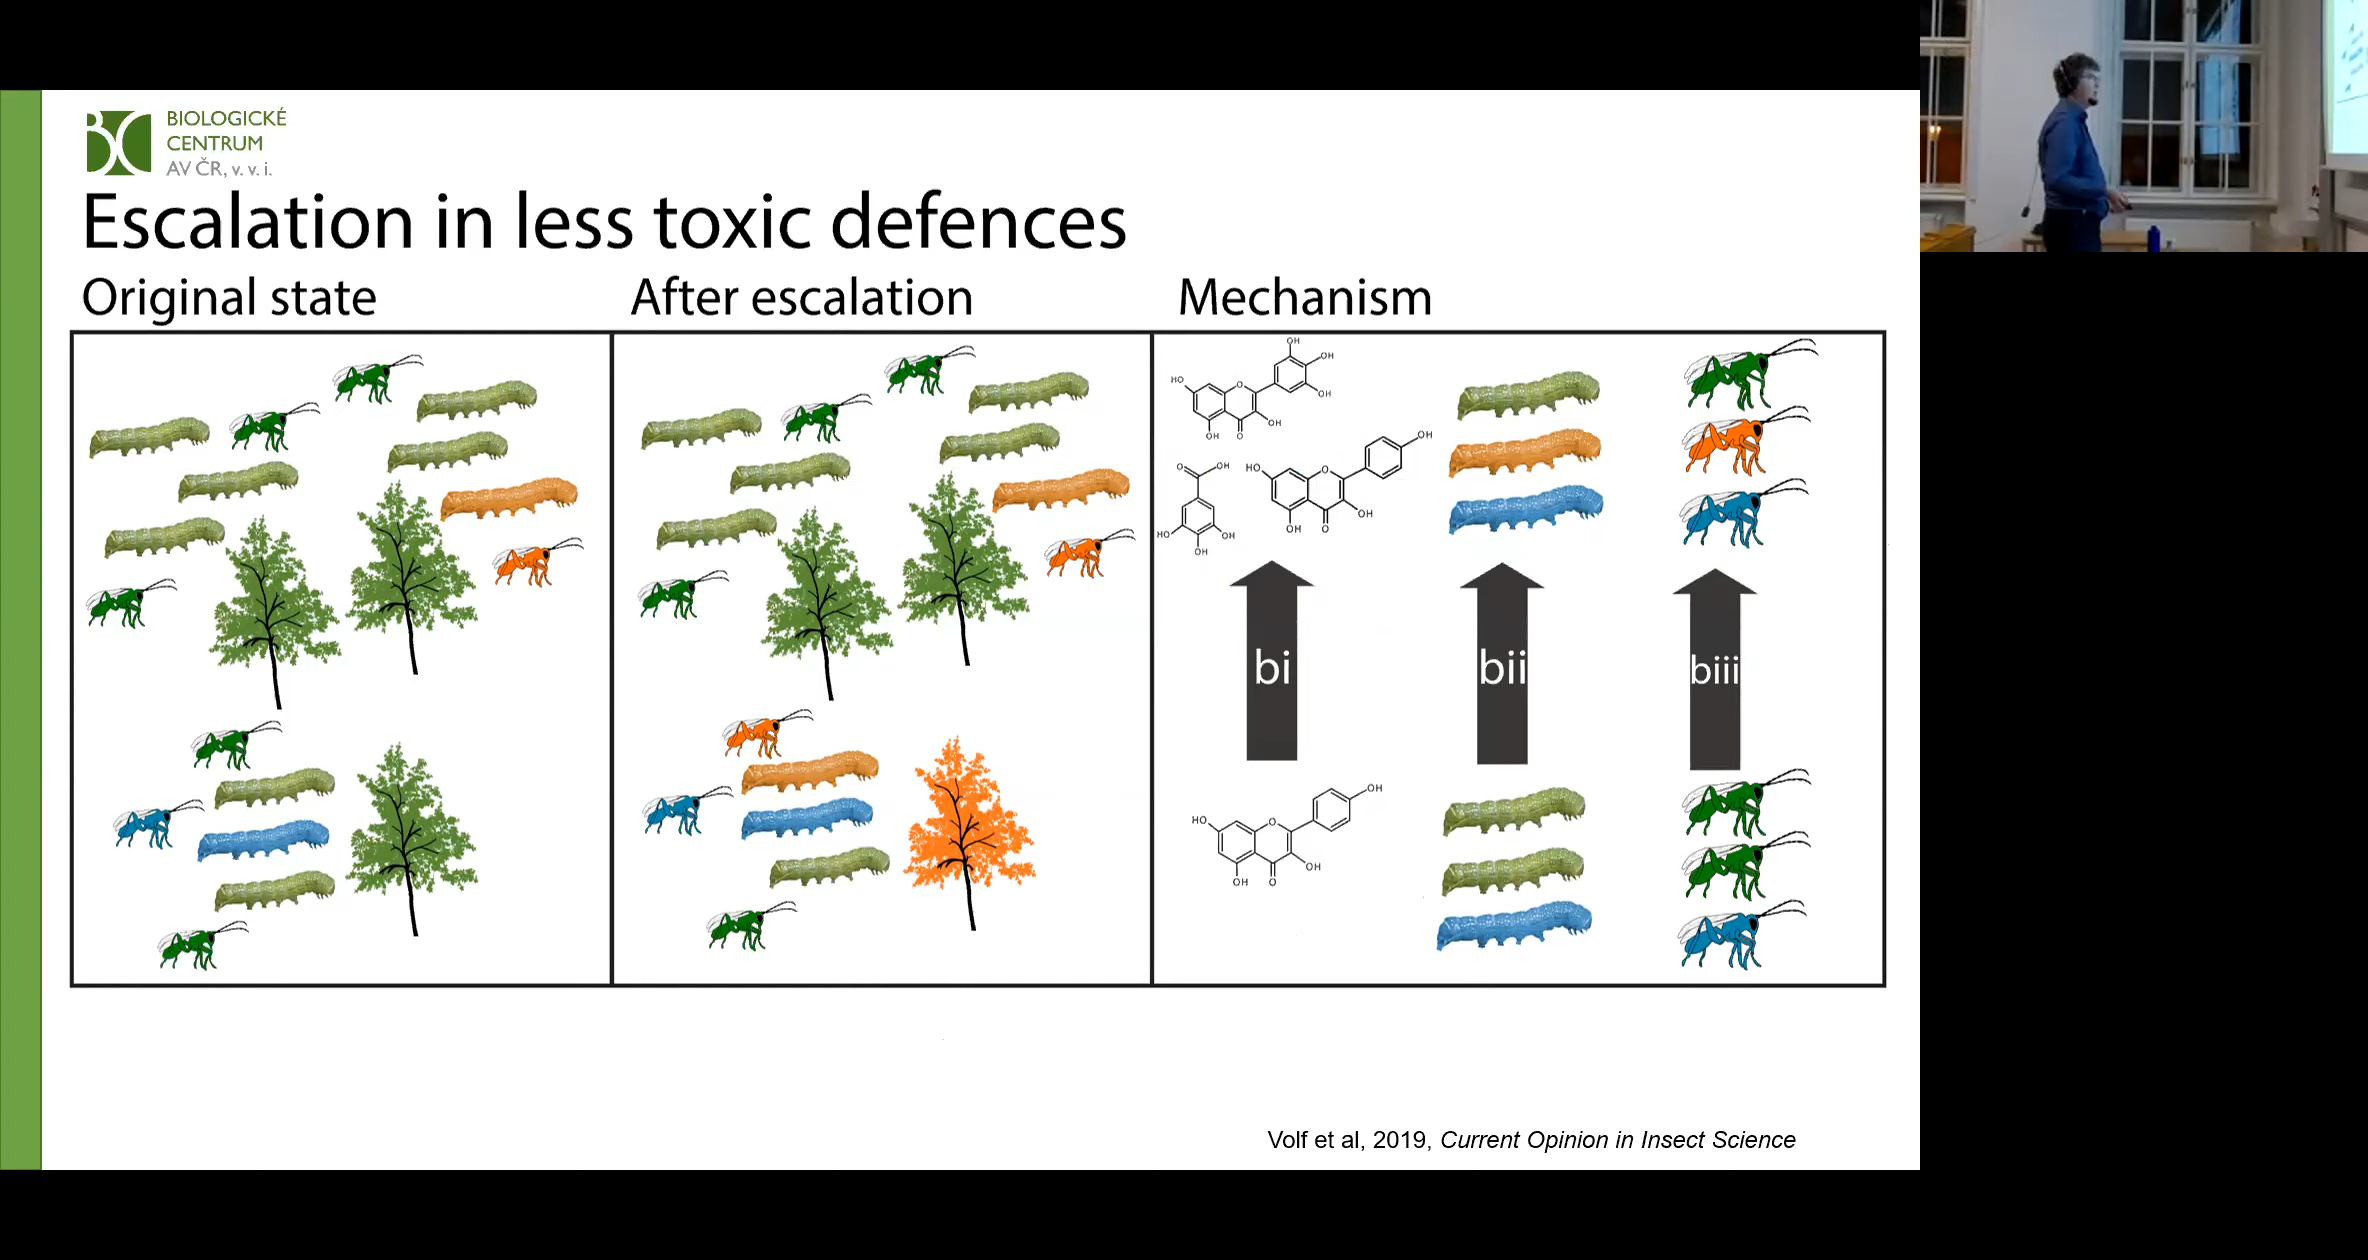 BIOLOGICKÉ
CENTRUM
AV ČR, v. v. i.
Escalation in less toxic defences
Original state
After escalation
Mechanism
OH
OH
HO
O
OH
OH
OH
O
OH
O
OH
HO
O
HO
OH
OH
OH
OH
O
bi
bii
biii
OH
HO
O
OH
OH
O
Volf et al, 2019, Current Opinion in Insect Science